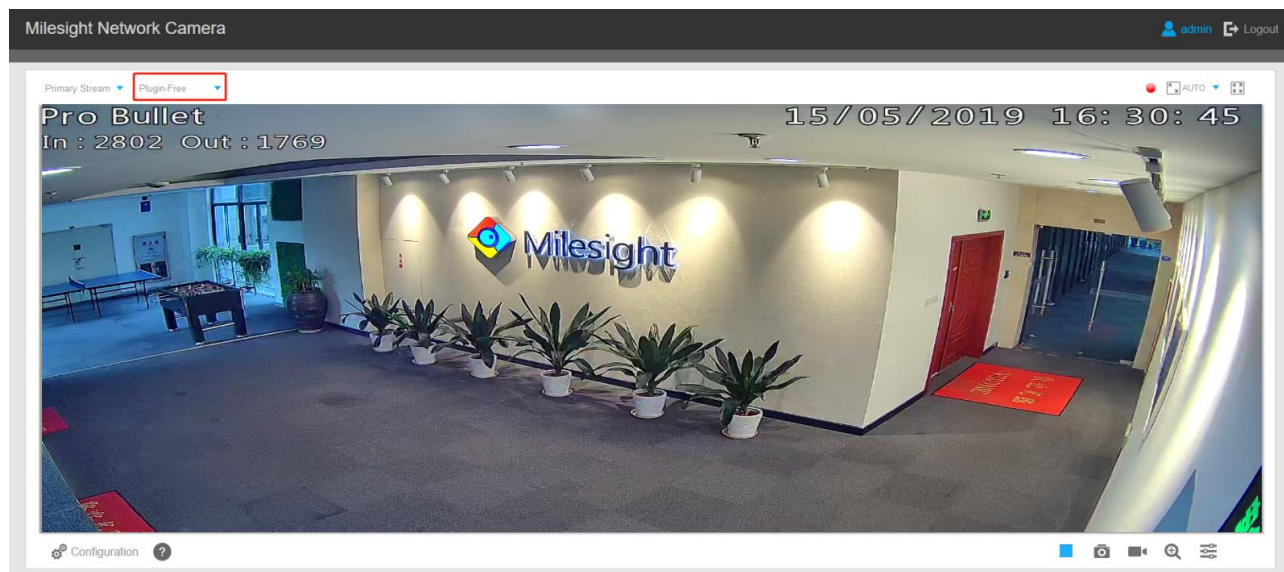 Milesight Network Camera
admin Logout
Primary Stream Plugin-Free
AUTO
Pro Bullet
15/05/2019 16:30:45
In : 2802 Out : 1769
Milesight
Configuration ?